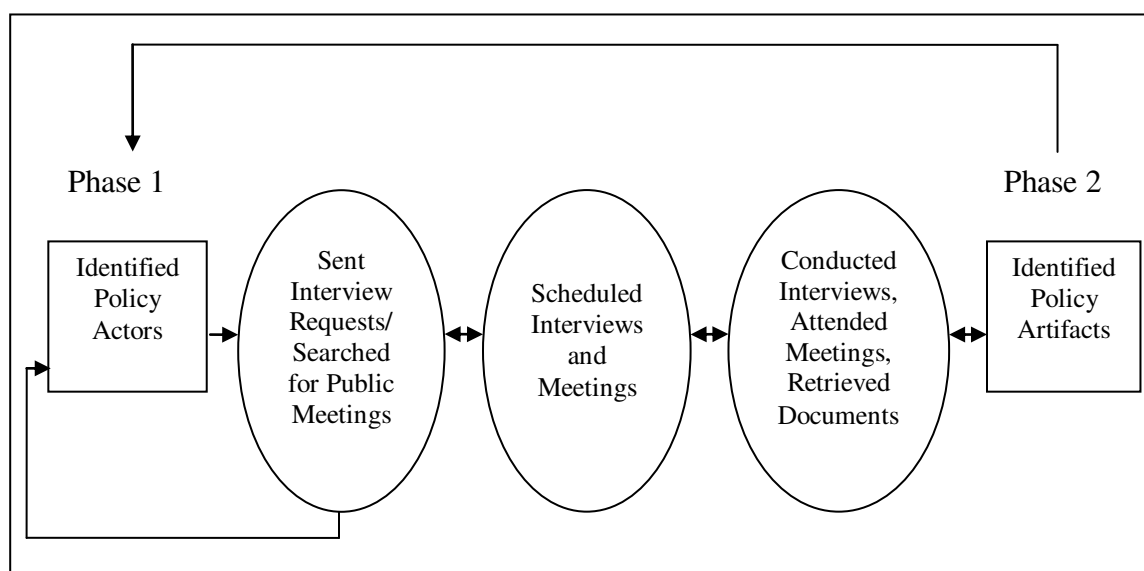 Phase 1
Phase 2
Identified
Policy
Actors
Sent
Interview
Requests/
Searched
for Public
Meetings
Scheduled
Interviews
and
Meetings
Conducted
Interviews,
Attended
Meetings,
Retrieved
Documents
Identified
Policy
Artifacts